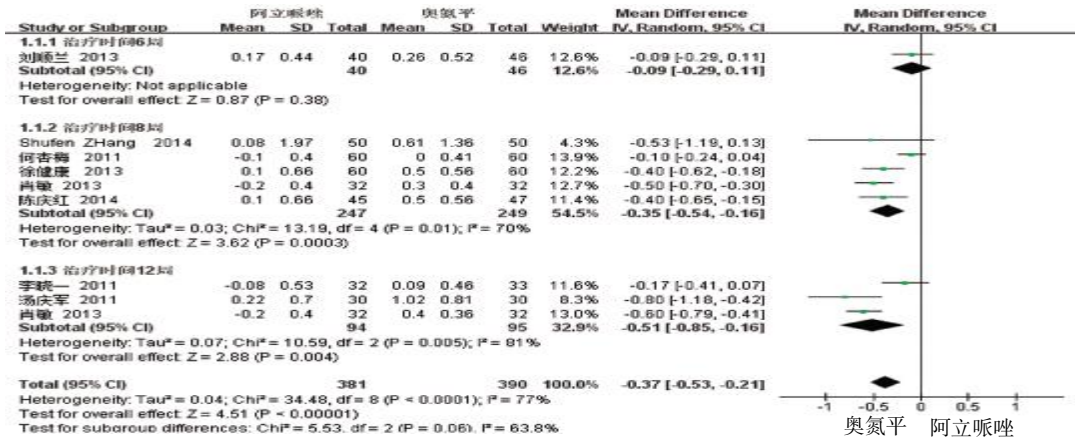 阿立哌唑 奥氮平 Mean Difference Mean Difference
Study or Subgroup Mean SD Total Mean SD Total Weight IV, Random, 95% CI IV, Random, 95% CI
1.1.1 治疗时间6周
刘顺兰 2013 0.17 0.44 40 0.26 0.52 46 12.6% -0.09 [-0.29, 0.11]
Subtotal (95% CI) 40 46 12.6% -0.09 [-0.29, 0.11]
Heterogeneity: Not applicable
Test for overall effect: Z = 0.87 (P = 0.38)
1.1.2 治疗时间8周
Shufen ZHang 2014 0.08 1.97 50 0.61 1.36 50 4.3% -0.53 [-1.19, 0.13]
何杏梅 2011 -0.1 0.4 60 0 0.41 60 13.9% -0.10 [-0.24, 0.04]
徐健康 2013 0.1 0.66 60 0.5 0.56 60 12.2% -0.40 [-0.62, -0.18]
肖敏 2013 -0.2 0.4 32 0.3 0.4 32 12.7% -0.50 [-0.70, -0.30]
陈庆红 2014 0.1 0.66 45 0.5 0.56 47 11.4% -0.40 [-0.65, -0.15]
Subtotal (95% CI) 247 249 54.5% -0.35 [-0.54, -0.16]
Heterogeneity: Tau² = 0.03; Chi² = 13.19, df = 4 (P = 0.01); I² = 70%
Test for overall effect: Z = 3.62 (P = 0.0003)
1.1.3 治疗时间12周
李晓一 2011 -0.08 0.53 32 0.09 0.46 33 11.6% -0.17 [-0.41, 0.07]
汤庆军 2011 0.22 0.7 30 1.02 0.81 30 8.3% -0.80 [-1.18, -0.42]
肖敏 2013 -0.2 0.4 32 0.4 0.36 32 13.0% -0.60 [-0.79, -0.41]
Subtotal (95% CI) 94 95 32.9% -0.51 [-0.85, -0.16]
Heterogeneity: Tau² = 0.07; Chi² = 10.59, df = 2 (P = 0.005); I² = 81%
Test for overall effect: Z = 2.88 (P = 0.004)
Total (95% CI) 381 390 100.0% -0.37 [-0.53, -0.21]
Heterogeneity: Tau² = 0.04; Chi² = 34.48, df = 8 (P < 0.0001); I² = 77%
Test for overall effect: Z = 4.51 (P < 0.00001)
Test for subgroup differences: Chi² = 5.53, df = 2 (P = 0.06), I² = 63.8%
-1 -0.5 0 0.5 1
奥氮平 阿立哌唑